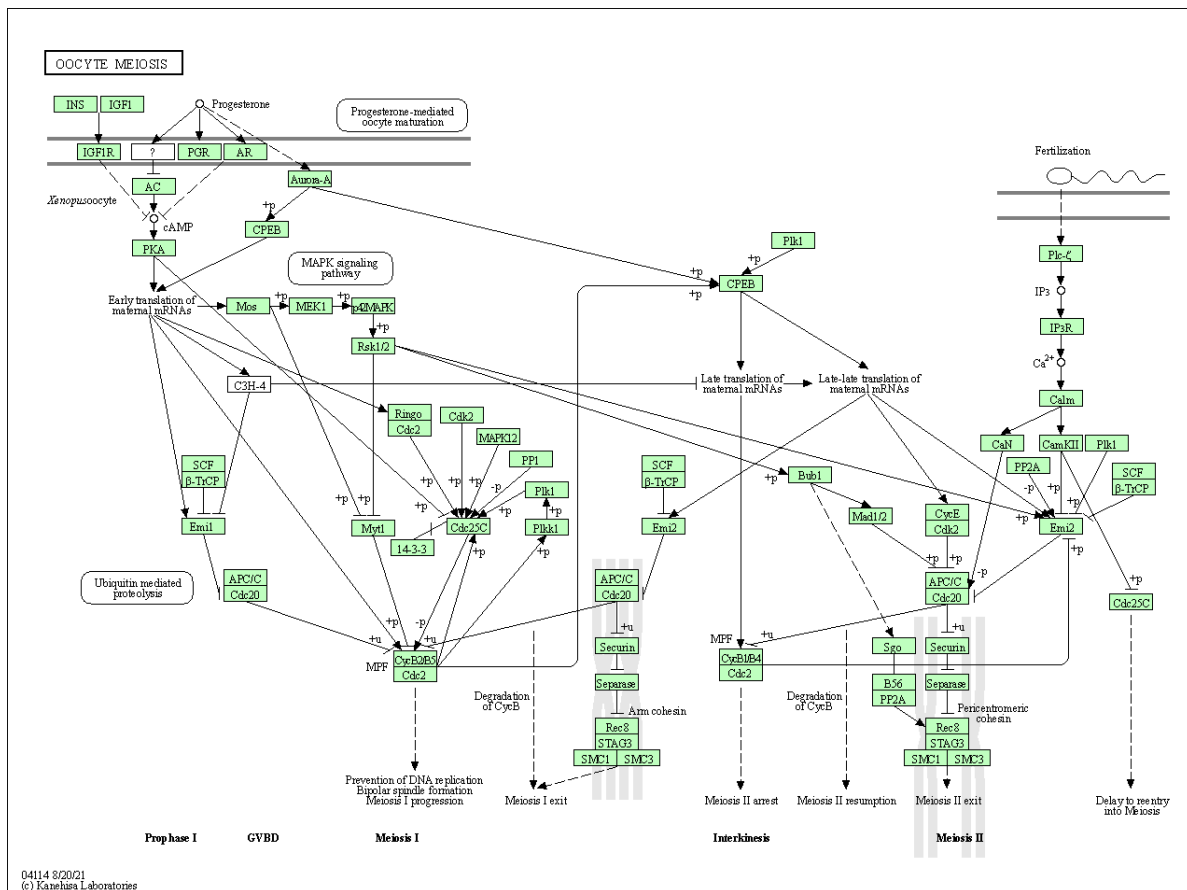 OOCYTE MEIOSIS
INS
IGF1
Progesterone
Progesterone-mediated
oocyte maturation
IGF1R
?
PGR
AR
Fertilization
AC
Aurora-A
Xenopus oocyte
cAMP
+p
CPEB
PKA
Plk1
Plc-ζ
MAPK signaling
pathway
+p
+p
+p
CPEB
IP3
Early translation of
maternal mRNAs
Mos
+p
MEK1
+p
p42MAPK
IP3R
+p
Rsk1/2
Ca2+
C3H-4
Late translation of
maternal mRNAs
Late-late translation of
maternal mRNAs
Calm
Ringo
Cdc2
Cdk2
MAPK12
CaN
CamKII
Plk1
PP1
SCF
β-TrCP
SCF
β-TrCP
PP2A
SCF
β-TrCP
+p
Bub1
+p
+p
+p
+p
-p
Plk1
-p
+p
+p
+p
+p
+p
Emi1
Myt1
Cdc25C
Plkk1
Emi2
Mad1/2
CycE
Cdk2
+p
Emi2
14-3-3
+p
+p
+p
+p
+p
Ubiquitin mediated
proteolysis
APC/C
Cdc20
APC/C
Cdc20
APC/C
Cdc20
-p
+p
Cdc25C
+p
-p
+u
+u
+u
+u
+u
MPF
CycB2/B5
Cdc2
Securin
MPF
CycB1/B4
Cdc2
Sgo
Securin
Separase
B56
PP2A
Separase
Degradation
of CycB
Arm cohesin
Degradation
of CycB
Pericentromeric
cohesin
Rec8
STAG3
SMC1
SMC3
Rec8
STAG3
SMC1
SMC3
Prevention of DNA replication
Bipolar spindle formation
Meiosis I progression
Meiosis I exit
Meiosis II arrest
Meiosis II resumption
Meiosis II exit
Delay to reentry
into Meiosis
Prophase I
GVBD
Meiosis I
Interkinesis
Meiosis II
04114 8/20/21
(c) Kanehisa Laboratories